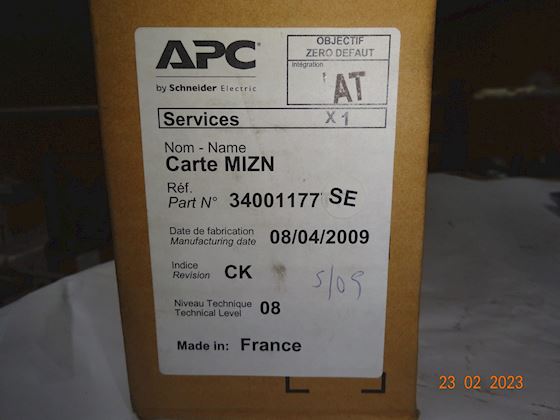 APC
by Schneider Electric
OBJECTIF
ZERO DEFAUT
Intégration
AT
Services X 1
Nom - Name
Carte MIZN
Réf.
Part N° 34001177 SE
Date de fabrication
Manufacturing date 08/04/2009
Indice
Revision CK
5/09
Niveau Technique
Technical Level 08
Made in: France
23 02 2023